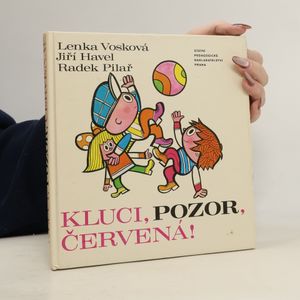 Lenka Vosková
Jiří Havel
Radek Pilař
STÁTNÍ
PEDAGOGICKÉ
NAKLADATELSTVÍ
PRAHA
KLUCI, POZOR,
ČERVENÁ!